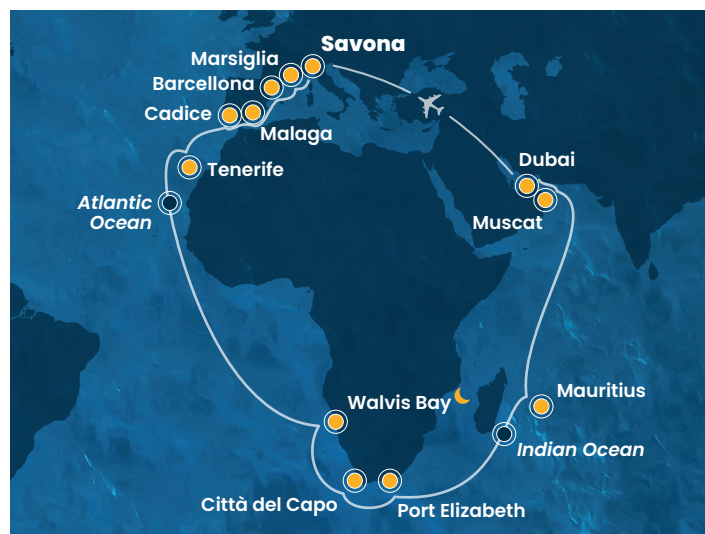 Savona
Marsiglia
Barcellona
Cadice
Malaga
Tenerife
Dubai
Muscat
Atlantic
Ocean
Walvis Bay
Mauritius
Indian Ocean
Città del Capo
Port Elizabeth